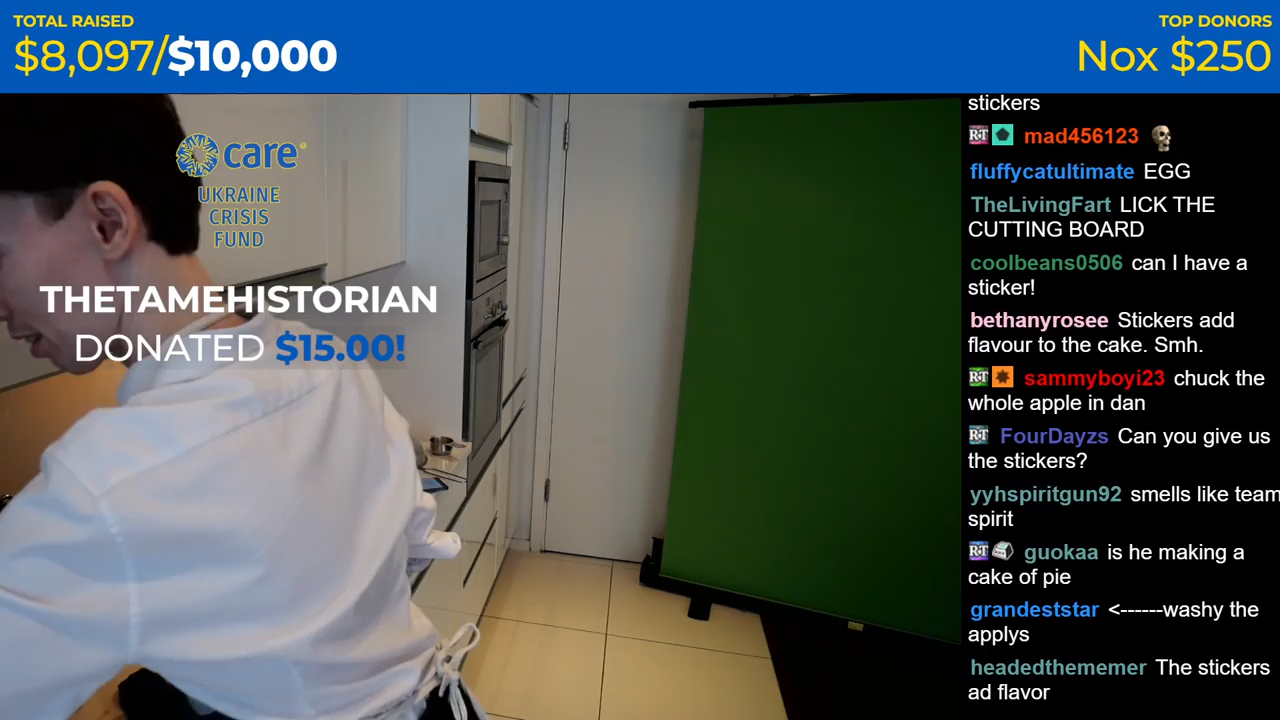 TOTAL RAISED
$8,097/$10,000
TOP DONORS
Nox $250
care
UKRAINE
CRISIS
FUND
THETAMEHISTORIAN
DONATED $15.00!
stickers
mad456123
fluffycatultimate EGG
TheLivingFart LICK THE
CUTTING BOARD
coolbeans0506 can I have a
sticker!
bethanyrosee Stickers add
flavour to the cake. Smh.
sammyboyi23 chuck the
whole apple in dan
FourDayzs Can you give us
the stickers?
yyhspiritgun92 smells like team
spirit
guokaa is he making a
cake of pie
grandeststar <------washy the
applys
headedthememer The stickers
ad flavor